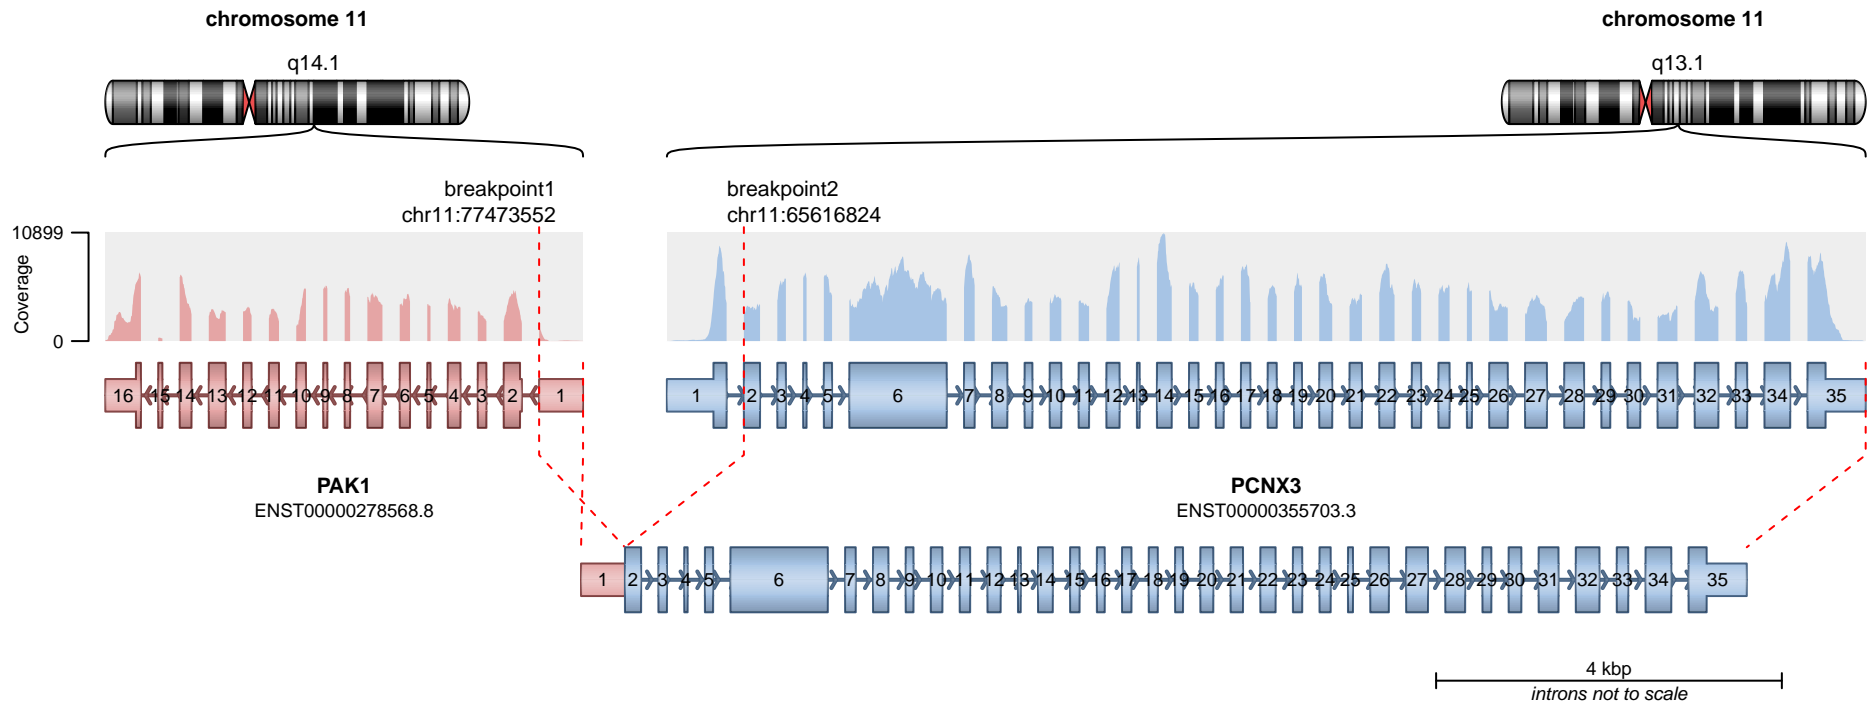 chromosome 11
chromosome 11
q14.1
q13.1
breakpoint1
chr11:77473552
breakpoint2
chr11:65616824
10899
Coverage
0
16 15 14 13 12 11 10 9 8 7 6 5 4 3 2 1
1 2 3 4 5 6 7 8 9 10 11 12 13 14 15 16 17 18 19 20 21 22 23 24 25 26 27 28 29 30 31 32 33 34 35
PAK1
ENST00000278568.8
PCNX3
ENST00000355703.3
1 2 3 4 5 6 7 8 9 10 11 12 13 14 15 16 17 18 19 20 21 22 23 24 25 26 27 28 29 30 31 32 33 34 35
4 kbp
introns not to scale